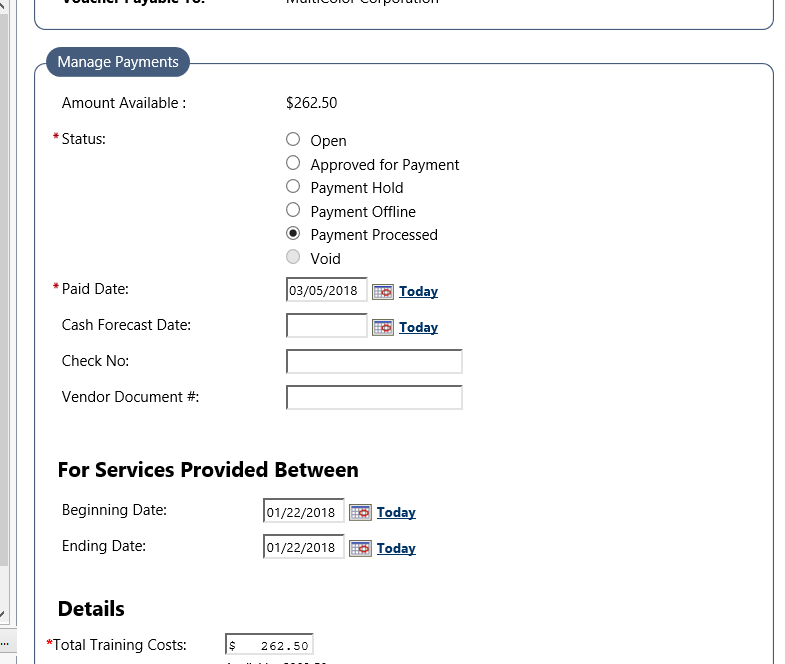 Voucher Payable To: MultiColor Corporation
Manage Payments
Amount Available : $262.50
* Status:
Open
Approved for Payment
Payment Hold
Payment Offline
Payment Processed
Void
* Paid Date: 03/05/2018 Today
Cash Forecast Date: Today
Check No:
Vendor Document #:
For Services Provided Between
Beginning Date: 01/22/2018 Today
Ending Date: 01/22/2018 Today
Details
*Total Training Costs: $ 262.50
...